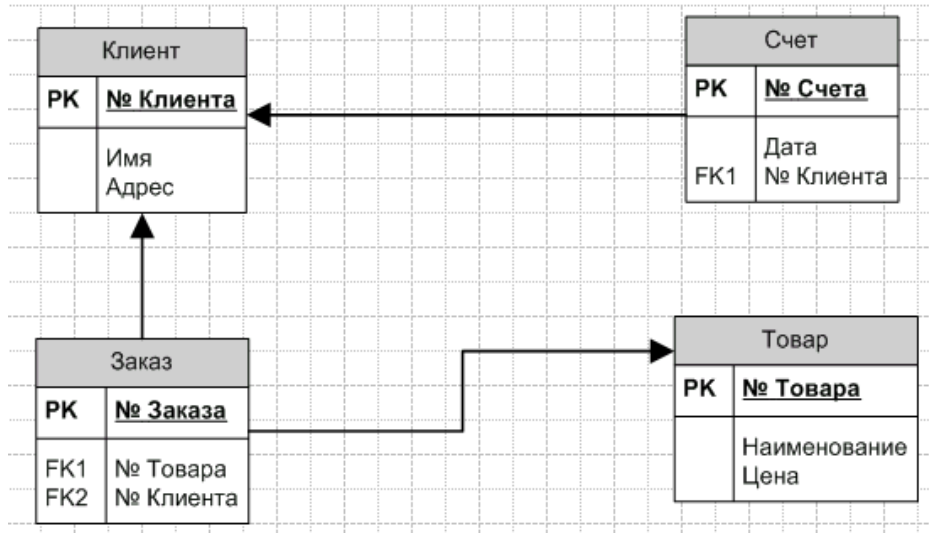 Клиент
PK № Клиента
Имя
Адрес
Счет
PK № Счета
Дата
FK1 № Клиента
Заказ
PK № Заказа
FK1 № Товара
FK2 № Клиента
Товар
PK № Товара
Наименование
Цена